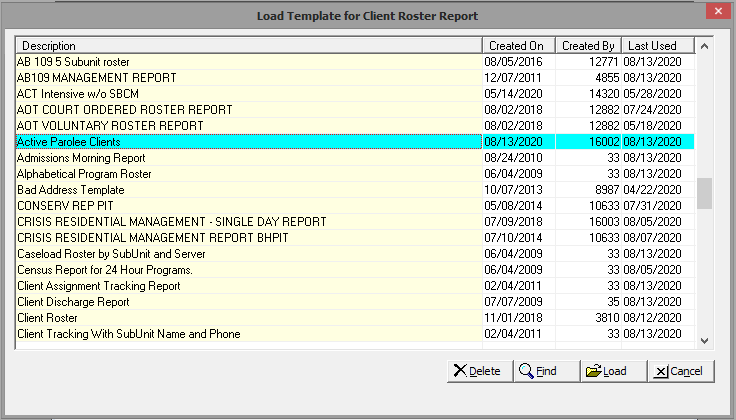 Load Template for Client Roster Report
Description Created On Created By Last Used
AB 109 5 Subunit roster 08/05/2016 12771 08/13/2020
AB109 MANAGEMENT REPORT 12/07/2011 4855 08/13/2020
ACT Intensive w/o SBCM 05/14/2020 14320 05/28/2020
AOT COURT ORDERED ROSTER REPORT 08/02/2018 12882 07/24/2020
AOT VOLUNTARY ROSTER REPORT 08/02/2018 12882 05/18/2020
Active Parolee Clients 08/13/2020 16002 08/13/2020
Admissions Morning Report 08/24/2010 33 08/13/2020
Alphabetical Program Roster 06/04/2009 33 08/13/2020
Bad Address Template 10/07/2013 8987 04/22/2020
CONSERV REP PIT 05/08/2014 10633 07/31/2020
CRISIS RESIDENTIAL MANAGEMENT - SINGLE DAY REPORT 07/09/2018 16003 08/05/2020
CRISIS RESIDENTIAL MANAGEMENT REPORT BHPIT 07/10/2014 10633 08/07/2020
Caseload Roster by SubUnit and Server 06/04/2009 33 08/13/2020
Census Report for 24 Hour Programs. 06/04/2009 33 08/05/2020
Client Assignment Tracking Report 02/04/2011 33 08/13/2020
Client Discharge Report 07/07/2009 35 08/13/2020
Client Roster 11/01/2018 3810 08/12/2020
Client Tracking With SubUnit Name and Phone 02/04/2011 33 08/13/2020
Delete Find Load Cancel